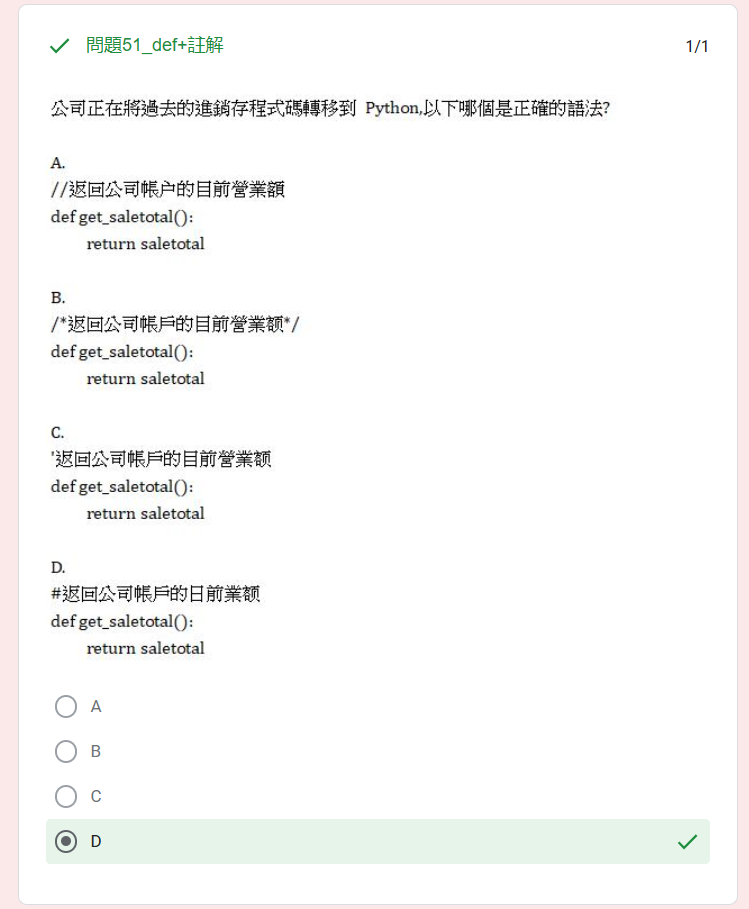 問題51_def+註解
1/1
公司正在將過去的進銷存程式碼轉移到 Python,以下哪個是正確的語法?
A.
//返回公司帳户的目前營業額
def get_saletotal():
return saletotal
B.
/*返回公司帳戶的目前營業额*/
def get_saletotal():
return saletotal
C.
'返回公司帳戶的目前營業额
def get_saletotal():
return saletotal
D.
#返回公司帳戶的日前業额
def get_saletotal():
return saletotal
A
B
C
D